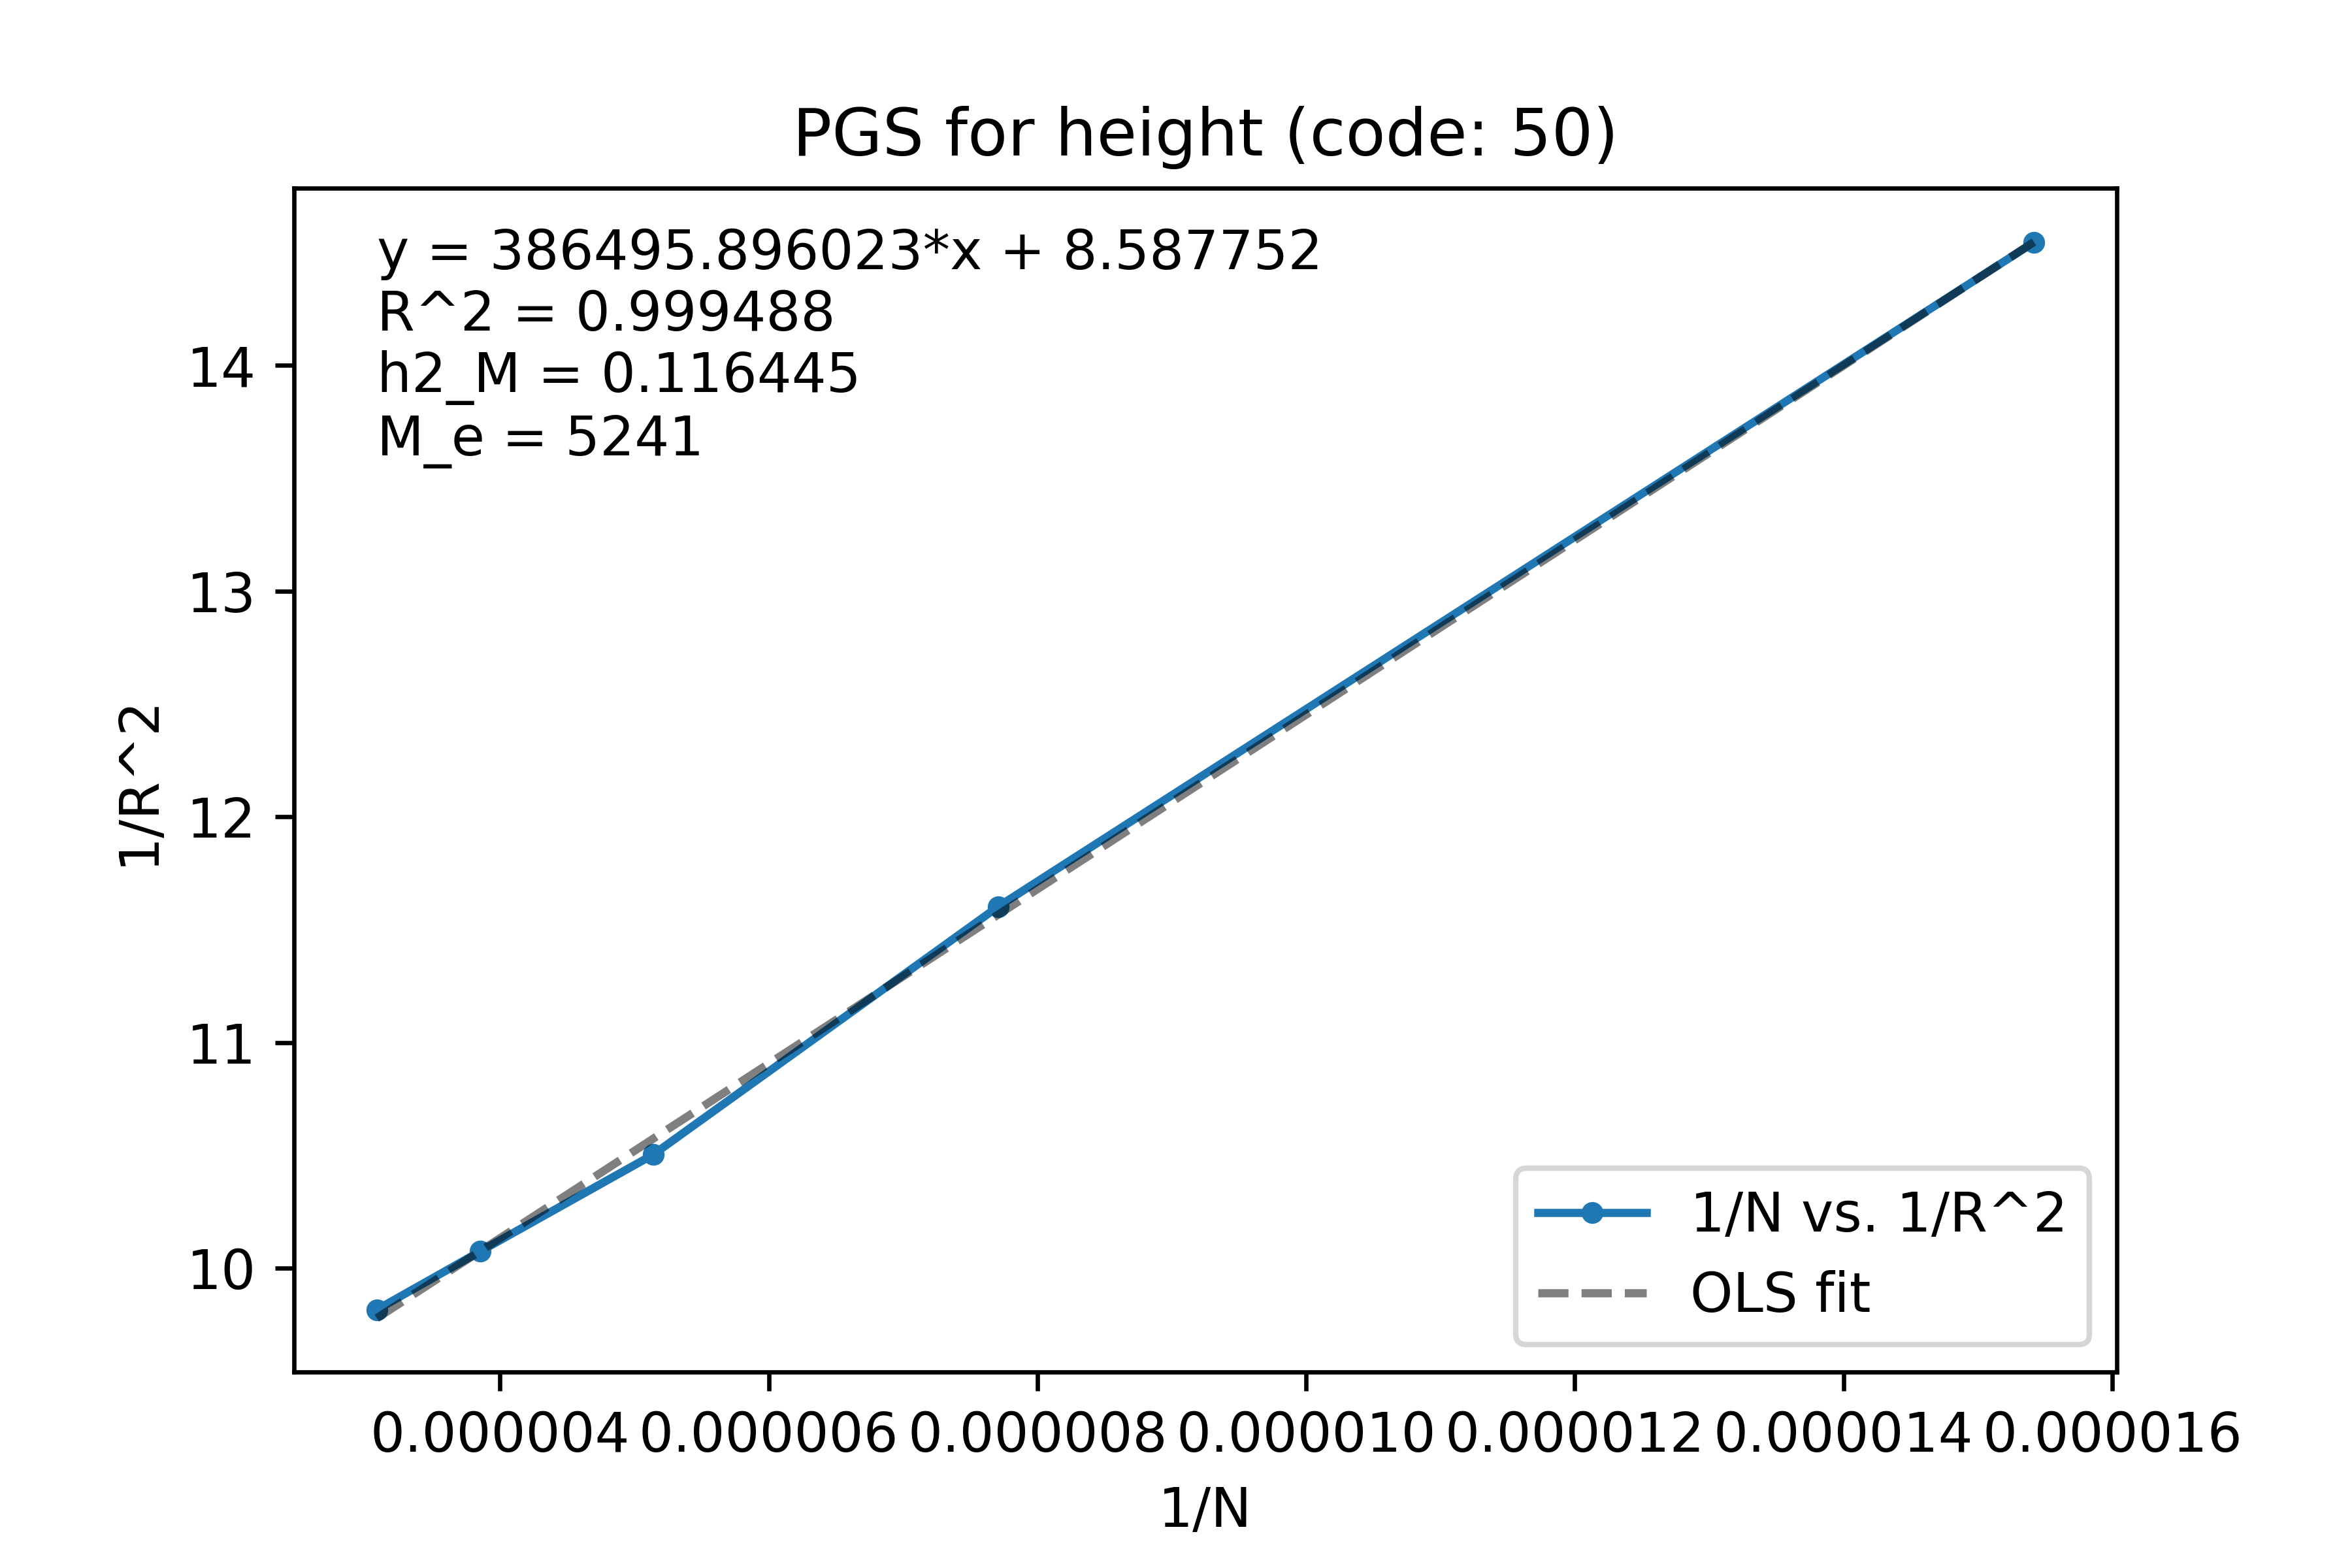 PGS for height (code: 50)
y = 386495.896023*x + 8.587752
R^2 = 0.999488
h2_M = 0.116445
M_e = 5241
14
13
12
11
10
1/R^2
1/N vs. 1/R^2
OLS fit
0.000004 0.000006 0.000008 0.000010 0.000012 0.000014 0.000016
1/N